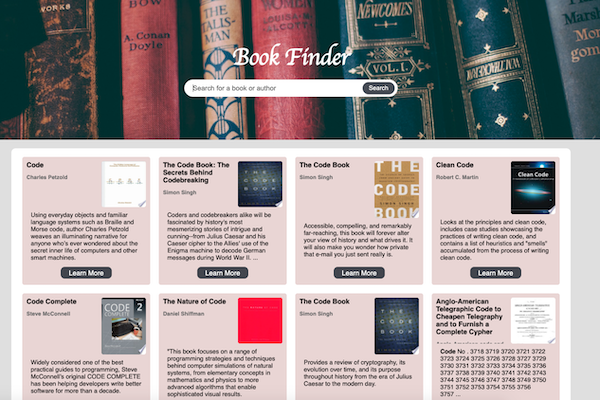 BOW
A. Conan
Doyle
THE
TALIS-
MAN
NEWCOMES
VOL. I.
Marsh
Book Finder
Search for a book or author
Search
Code
Charles Petzold
Using everyday objects and familiar
language systems such as Braille and
Morse code, author Charles Petzold
weaves an illuminating narrative for
anyone who's ever wondered about the
secret inner life of computers and other
smart machines.
Learn More
The Code Book: The
Secrets Behind
Codebreaking
Simon Singh
THE
CODE
BOOK
Coders and codebreakers alike will be
fascinated by history's most
mesmerizing stories of intrigue and
cunning--from Julius Caesar and his
Caesar cipher to the Allies' use of the
Enigma machine to decode German
messages during World War II. ...
Learn More
The Code Book
Simon Singh
THE
CODE
BOOK
Accessible, compelling, and remarkably
far-reaching, this book will forever alter
your view of history and what drives it. It
will also make you wonder how private
that e-mail you just sent really is.
Learn More
Clean Code
Robert C. Martin
Clean Code
Looks at the principles and clean code,
includes case studies showcasing the
practices of writing clean code, and
contains a list of heuristics and "smells"
accumulated from the process of writing
clean code.
Learn More
Code Complete
Steve McConnell
CODE
COMPLETE
2
Widely considered one of the best
practical guides to programming, Steve
McConnell's original CODE COMPLETE
has been helping developers write better
software for more than a decade.
The Nature of Code
Daniel Shiffman
"This book focuses on a range of
programming strategies and techniques
behind computer simulations of natural
systems, from elementary concepts in
mathematics and physics to more
advanced algorithms that enable
sophisticated visual results.
The Code Book
Simon Singh
THE
CODE
BOOK
Provides a review of cryptography, its
evolution over time, and its purpose
throughout history from the era of Julius
Caesar to the modern day.
Anglo-American
Telegraphic Code to
Cheapen Telegraphy
and to Furnish a
Complete Cypher
Code No . 3718 3719 3720 3721 3722
3723 3724 3725 3726 3727 3728 3729
3730 3731 3732 3733 3734 3735 3736
3737 3738 3739 3740 3741 3742 3743
3744 3745 3746 3747 3748 3749 3750
3751 3752 3753 3754 3755 3756
3757 ...